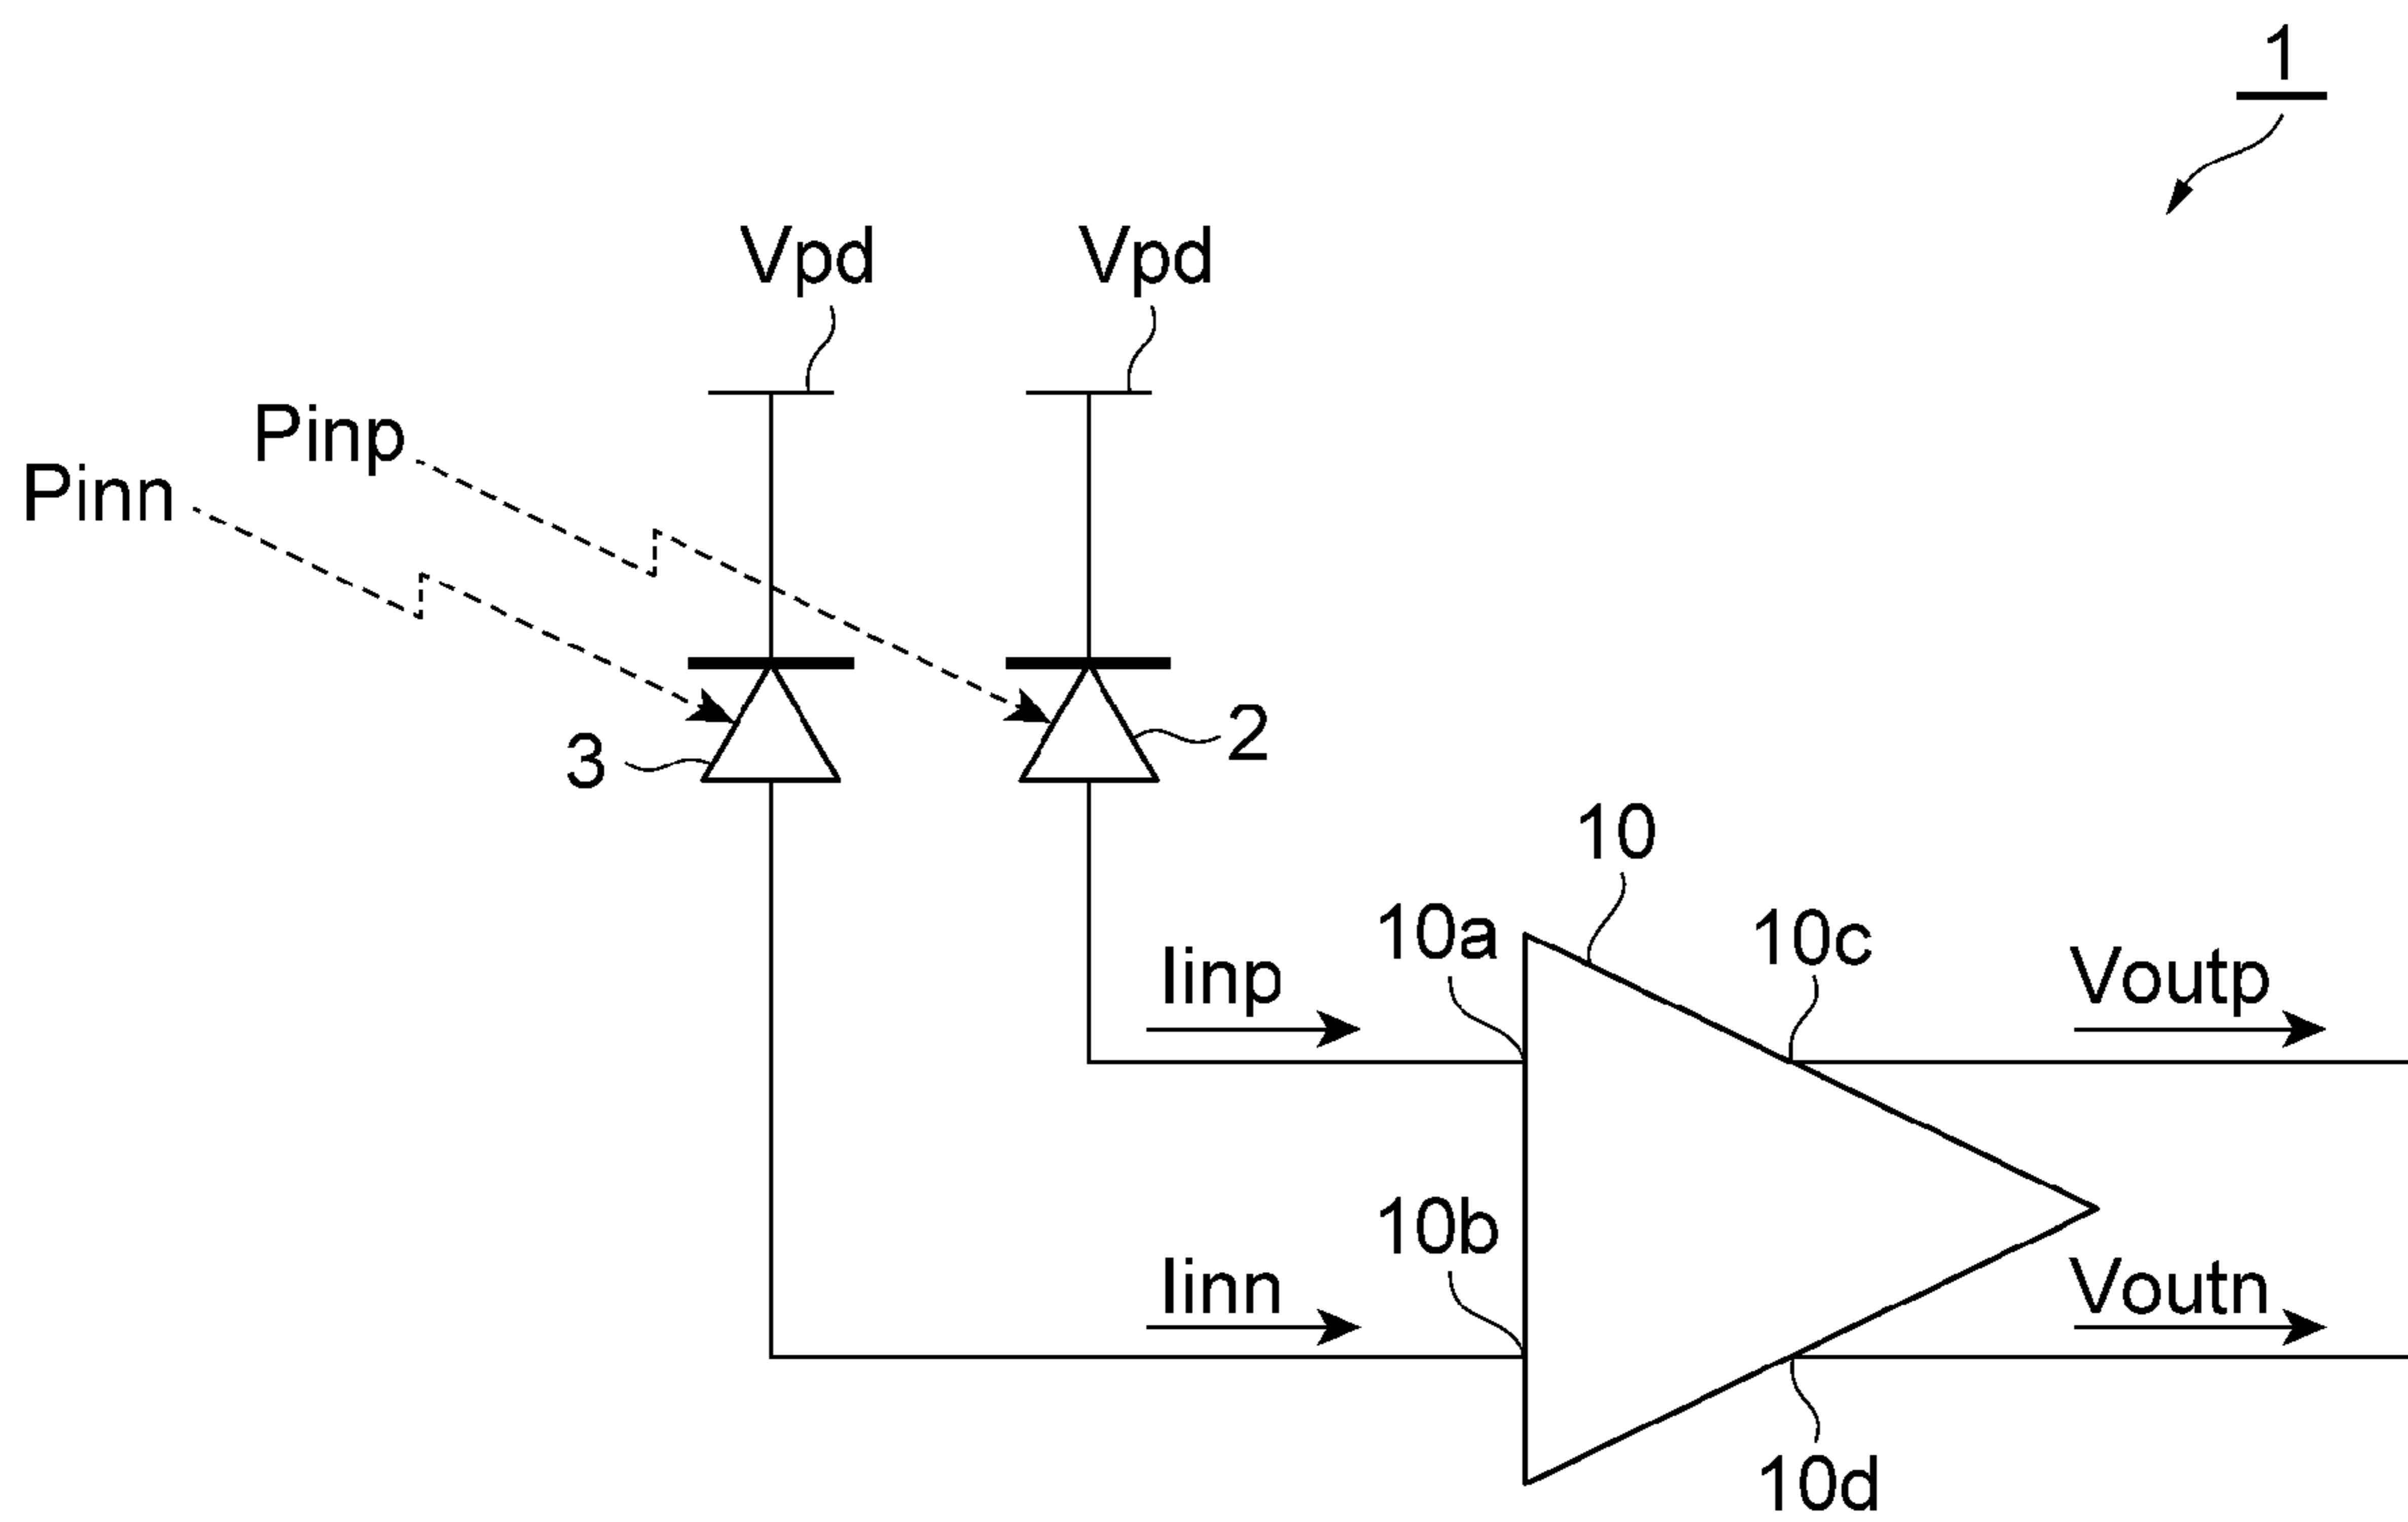 1
Vpd Vpd
Pinp
Pinn
3 2
10
10a 10c
Iinp Voutp
10b
Iinn Voutn
10d